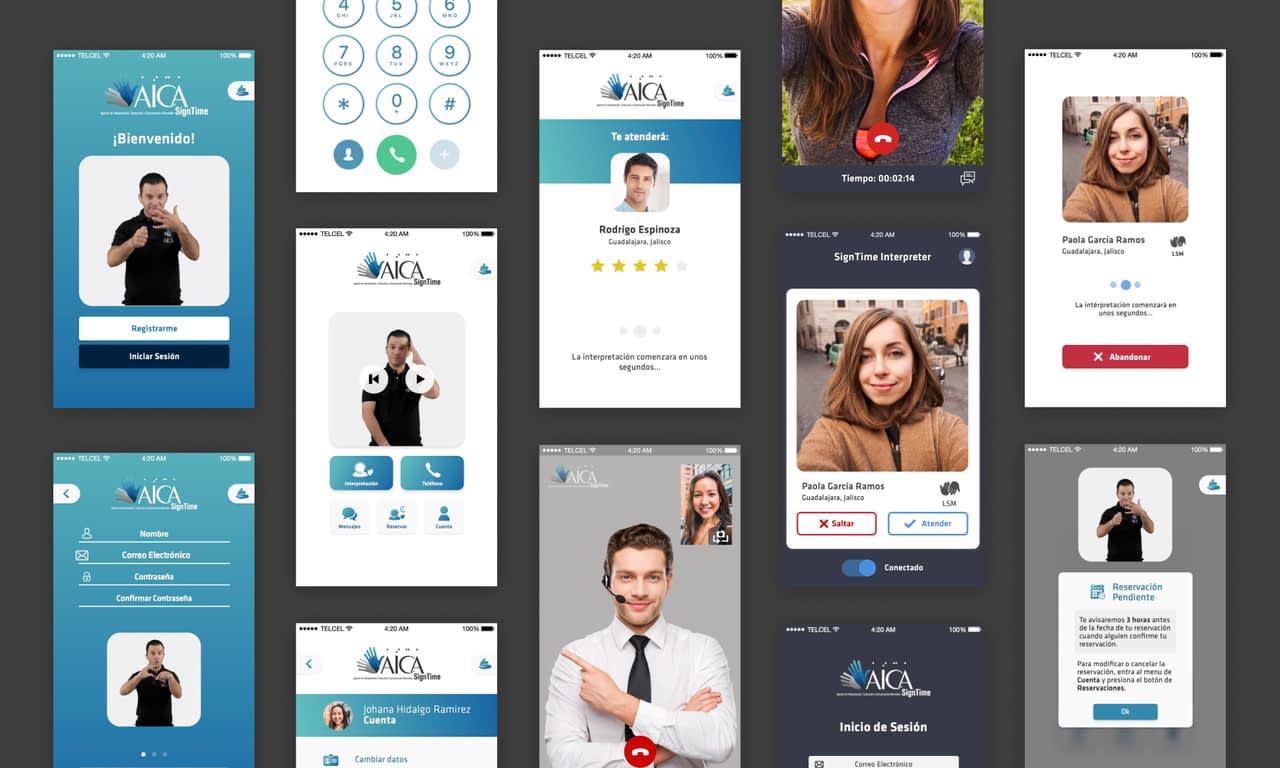 TELCEL 4:20 AM 100%
AICA
SignTime
¡Bienvenido!
AICA
Registrarme
Iniciar Sesión
TELCEL 4:20 AM 100%
AICA
SignTime
Nombre
Correo Electrónico
Contraseña
Confirmar Contraseña
4 5 6
GHI JKL MNO
7 8 9
PQRS TUV WXYZ
* 0 #
+
TELCEL 4:20 AM 100%
AICA
SignTime
Interpretación Teléfono
Mensajes Reservar Cuenta
TELCEL 4:20 AM 100%
AICA
SignTime
Johana Hidalgo Ramirez
Cuenta
Cambiar datos
TELCEL 4:20 AM 100%
AICA
SignTime
Te atenderá:
Rodrigo Espinoza
Guadalajara, Jalisco
La interpretación comenzara en unos
segundos...
TELCEL 4:20 AM 100%
AICA
SignTime
Tiempo: 00:02:14
TELCEL 4:20 AM 100%
SignTime Interpreter
Paola García Ramos
Guadalajara, Jalisco
LSM
Saltar Atender
Conectado
TELCEL 4:20 AM 100%
AICA
SignTime
Inicio de Sesión
Correo Electrónico
TELCEL 4:20 AM 100%
Paola García Ramos
Guadalajara, Jalisco
LSM
La intérpretación comenzará en
unos segundos...
Abandonar
TELCEL 4:20 AM 100%
Reservación
Pendiente
Te avisaremos 3 horas antes
de la fecha de tu reservación
cuando alguien confirme tu
reservación.
Para modificar o cancelar la
reservación, entra al menu de
Cuenta y presiona el botón de
Reservaciones.
Ok